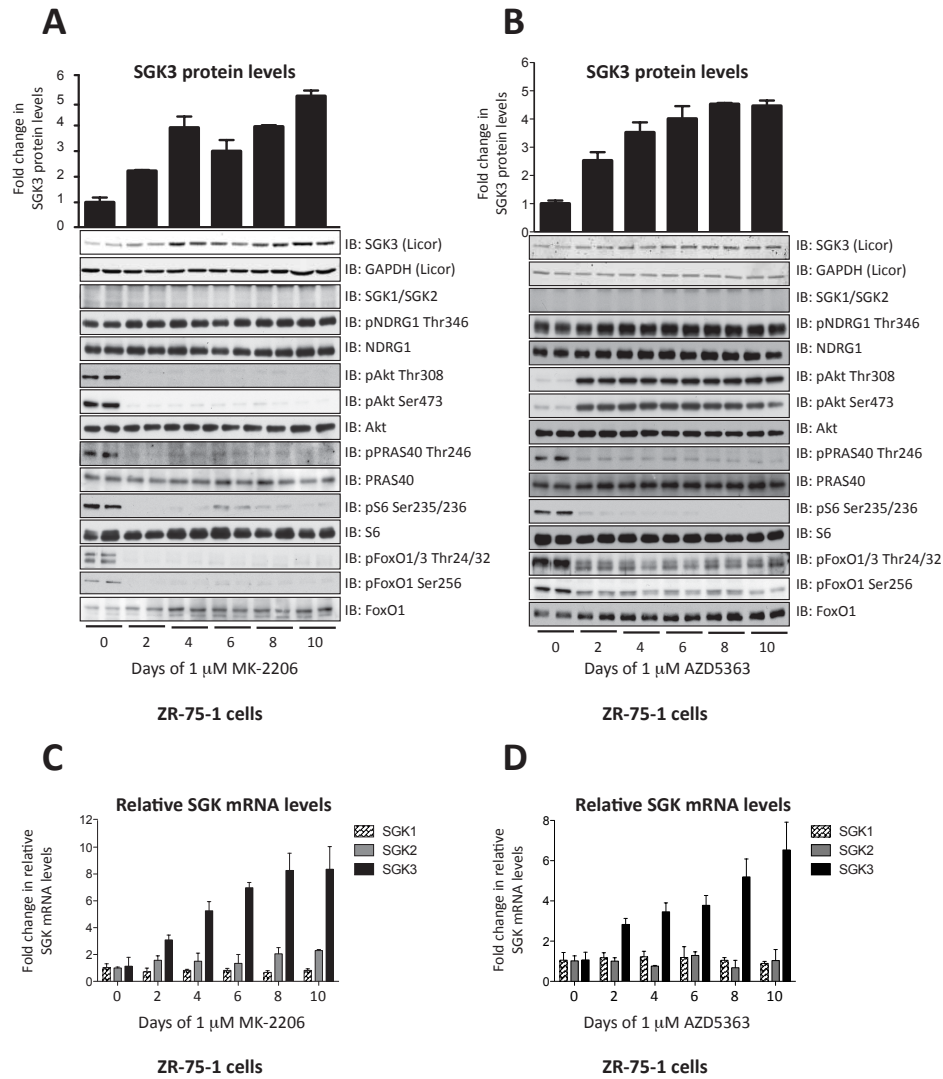 A
SGK3 protein levels
Fold change in
SGK3 protein levels
6
5
4
3
2
1
0
IB: SGK3 (Licor)
IB: GAPDH (Licor)
IB: SGK1/SGK2
IB: pNDRG1 Thr346
IB: NDRG1
IB: pAkt Thr308
IB: pAkt Ser473
IB: Akt
IB: pPRAS40 Thr246
IB: PRAS40
IB: pS6 Ser235/236
IB: S6
IB: pFoxO1/3 Thr24/32
IB: pFoxO1 Ser256
IB: FoxO1
0 2 4 6 8 10
Days of 1 μM MK-2206
ZR-75-1 cells
B
SGK3 protein levels
Fold change in
SGK3 protein levels
6
5
4
3
2
1
0
IB: SGK3 (Licor)
IB: GAPDH (Licor)
IB: SGK1/SGK2
IB: pNDRG1 Thr346
IB: NDRG1
IB: pAkt Thr308
IB: pAkt Ser473
IB: Akt
IB: pPRAS40 Thr246
IB: PRAS40
IB: pS6 Ser235/236
IB: S6
IB: pFoxO1/3 Thr24/32
IB: pFoxO1 Ser256
IB: FoxO1
0 2 4 6 8 10
Days of 1 μM AZD5363
ZR-75-1 cells
C
Relative SGK mRNA levels
Fold change in relative
SGK mRNA levels
12
10
8
6
4
2
0
SGK1
SGK2
SGK3
0 2 4 6 8 10
Days of 1 μM MK-2206
ZR-75-1 cells
D
Relative SGK mRNA levels
Fold change in relative
SGK mRNA levels
8
6
4
2
0
SGK1
SGK2
SGK3
0 2 4 6 8 10
Days of 1 μM AZD5363
ZR-75-1 cells